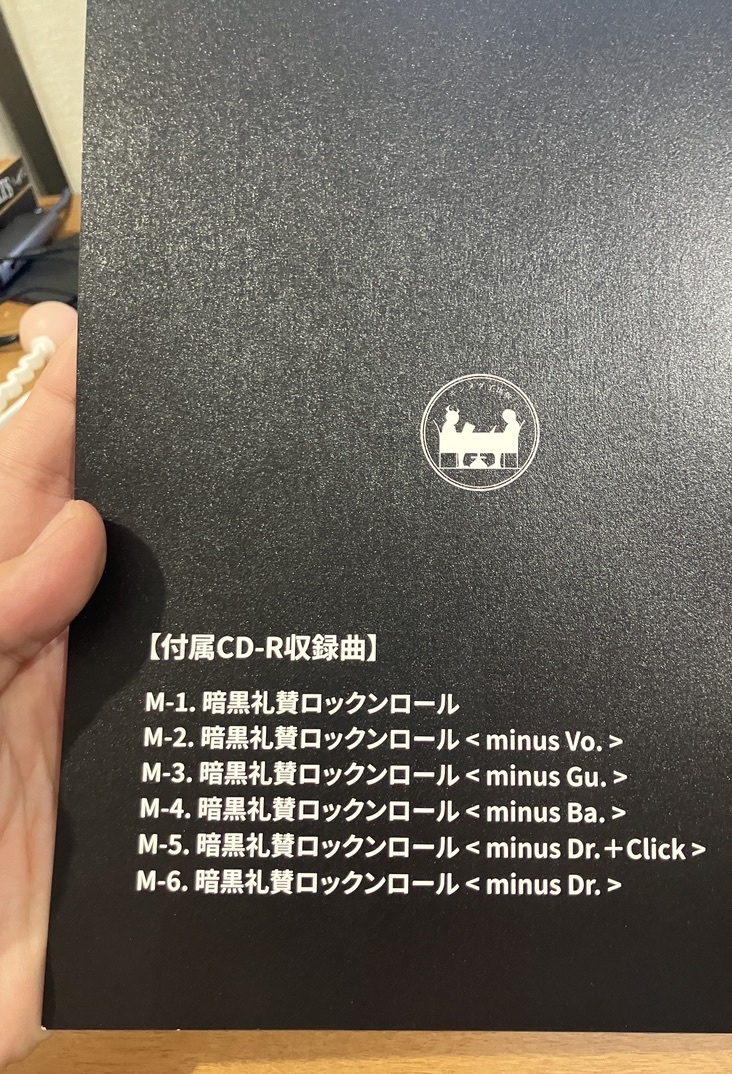 【付属CD-R収録曲】
M-1. 暗黒礼賛ロックンロール
M-2. 暗黒礼賛ロックンロール < minus Vo. >
M-3. 暗黒礼賛ロックンロール < minus Gu. >
M-4. 暗黒礼賛ロックンロール < minus Ba. >
M-5. 暗黒礼賛ロックンロール < minus Dr.＋Click >
M-6. 暗黒礼賛ロックンロール < minus Dr. >